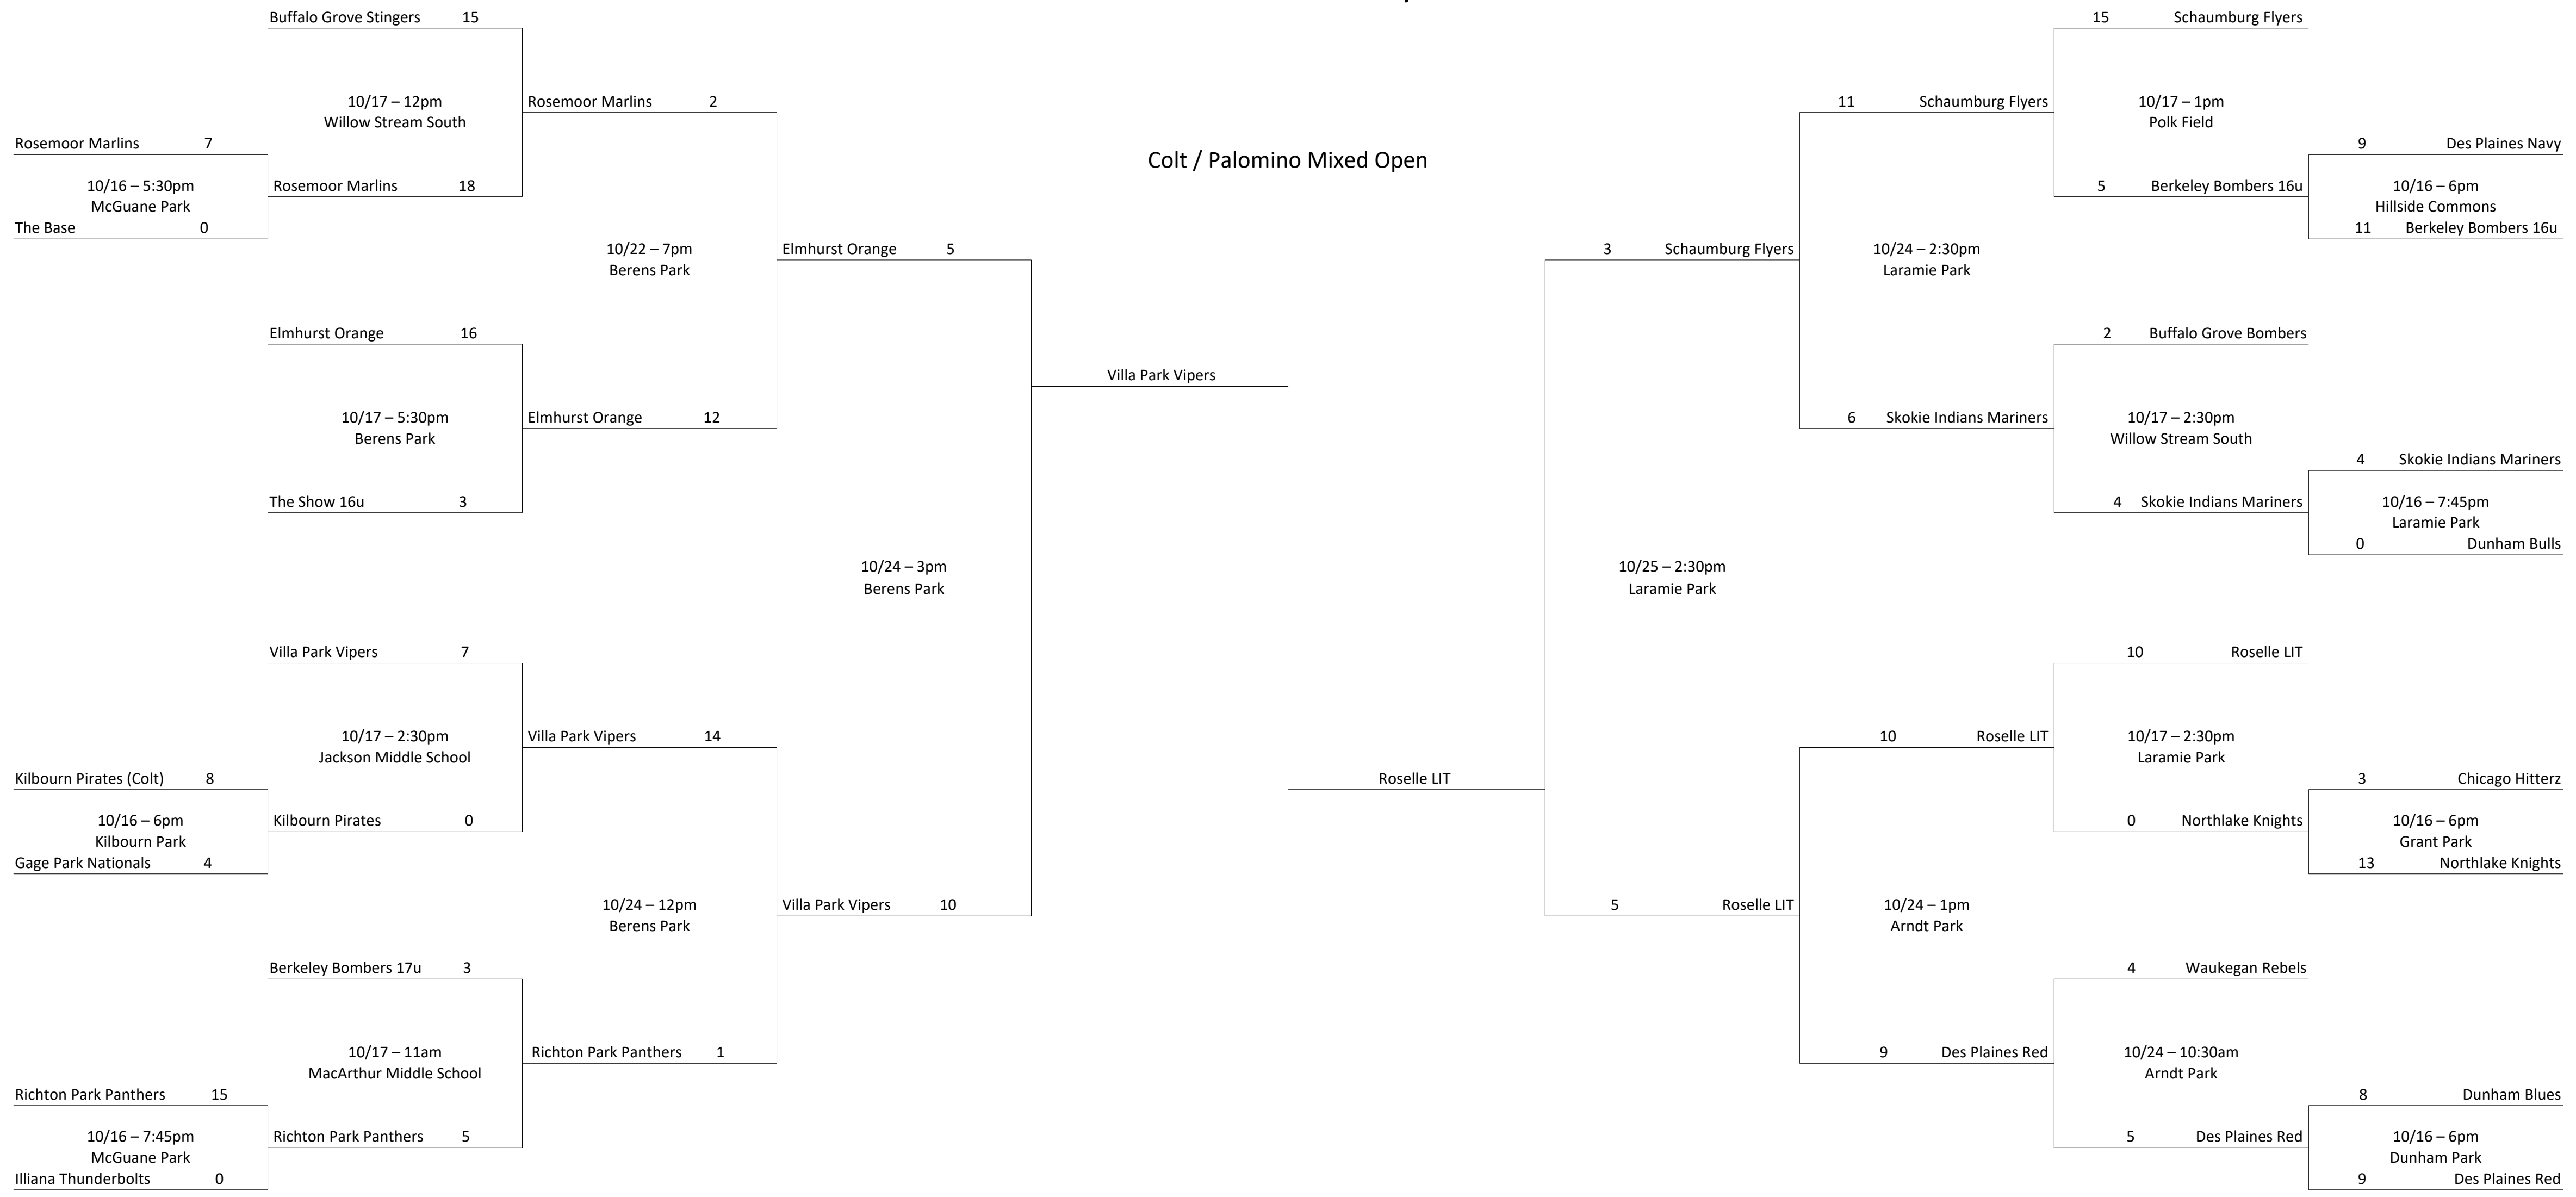 Buffalo Grove Stingers 15
10/17 – 12pm
Willow Stream South
Rosemoor Marlins 2
Rosemoor Marlins 7
10/16 – 5:30pm
McGuane Park
Rosemoor Marlins 18
The Base 0
10/22 – 7pm
Berens Park
Elmhurst Orange 5
Elmhurst Orange 16
10/17 – 5:30pm
Berens Park
Elmhurst Orange 12
The Show 16u 3
10/24 – 3pm
Berens Park
Villa Park Vipers
Villa Park Vipers 7
10/17 – 2:30pm
Jackson Middle School
Villa Park Vipers 14
Kilbourn Pirates (Colt) 8
10/16 – 6pm
Kilbourn Park
Kilbourn Pirates 0
Gage Park Nationals 4
10/24 – 12pm
Berens Park
Villa Park Vipers 10
Berkeley Bombers 17u 3
10/17 – 11am
MacArthur Middle School
Richton Park Panthers 1
Richton Park Panthers 15
10/16 – 7:45pm
McGuane Park
Richton Park Panthers 5
Illiana Thunderbolts 0
Colt / Palomino Mixed Open
15 Schaumburg Flyers
11 Schaumburg Flyers
10/17 – 1pm
Polk Field
9 Des Plaines Navy
5 Berkeley Bombers 16u
10/16 – 6pm
Hillside Commons
11 Berkeley Bombers 16u
3 Schaumburg Flyers
10/24 – 2:30pm
Laramie Park
2 Buffalo Grove Bombers
6 Skokie Indians Mariners
10/17 – 2:30pm
Willow Stream South
4 Skokie Indians Mariners
4 Skokie Indians Mariners
10/16 – 7:45pm
Laramie Park
0 Dunham Bulls
10/25 – 2:30pm
Laramie Park
10 Roselle LIT
10 Roselle LIT
10/17 – 2:30pm
Laramie Park
Roselle LIT
3 Chicago Hitterz
0 Northlake Knights
10/16 – 6pm
Grant Park
13 Northlake Knights
5 Roselle LIT
10/24 – 1pm
Arndt Park
4 Waukegan Rebels
9 Des Plaines Red
10/24 – 10:30am
Arndt Park
8 Dunham Blues
5 Des Plaines Red
10/16 – 6pm
Dunham Park
9 Des Plaines Red